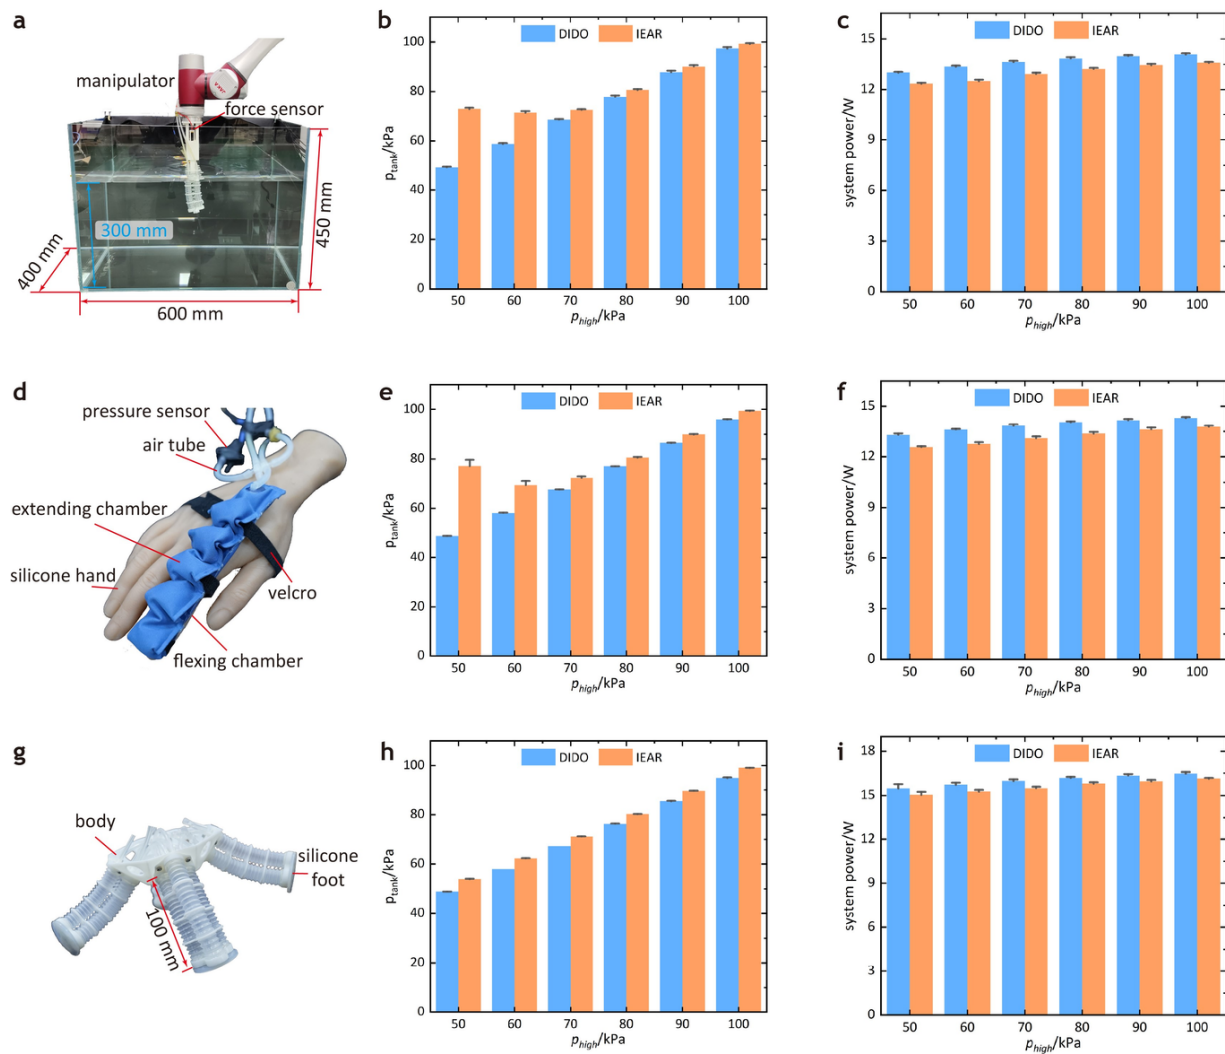 a
manipulator
force sensor
300 mm
450 mm
400 mm
600 mm
b
DIDO IEAR
p_tank/kPa
100
80
60
40
20
0
50 60 70 80 90 100
p_high/kPa
c
DIDO IEAR
system power/W
15
12
9
6
3
0
50 60 70 80 90 100
p_high/kPa
d
pressure sensor
air tube
extending chamber
silicone hand
velcro
flexing chamber
e
DIDO IEAR
p_tank/kPa
100
80
60
40
20
0
50 60 70 80 90 100
p_high/kPa
f
DIDO IEAR
system power/W
15
12
9
6
3
0
50 60 70 80 90 100
p_high/kPa
g
body
silicone
foot
100 mm
h
DIDO IEAR
p_tank/kPa
100
80
60
40
20
0
50 60 70 80 90 100
p_high/kPa
i
DIDO IEAR
system power/W
18
15
12
9
6
3
0
50 60 70 80 90 100
p_high/kPa